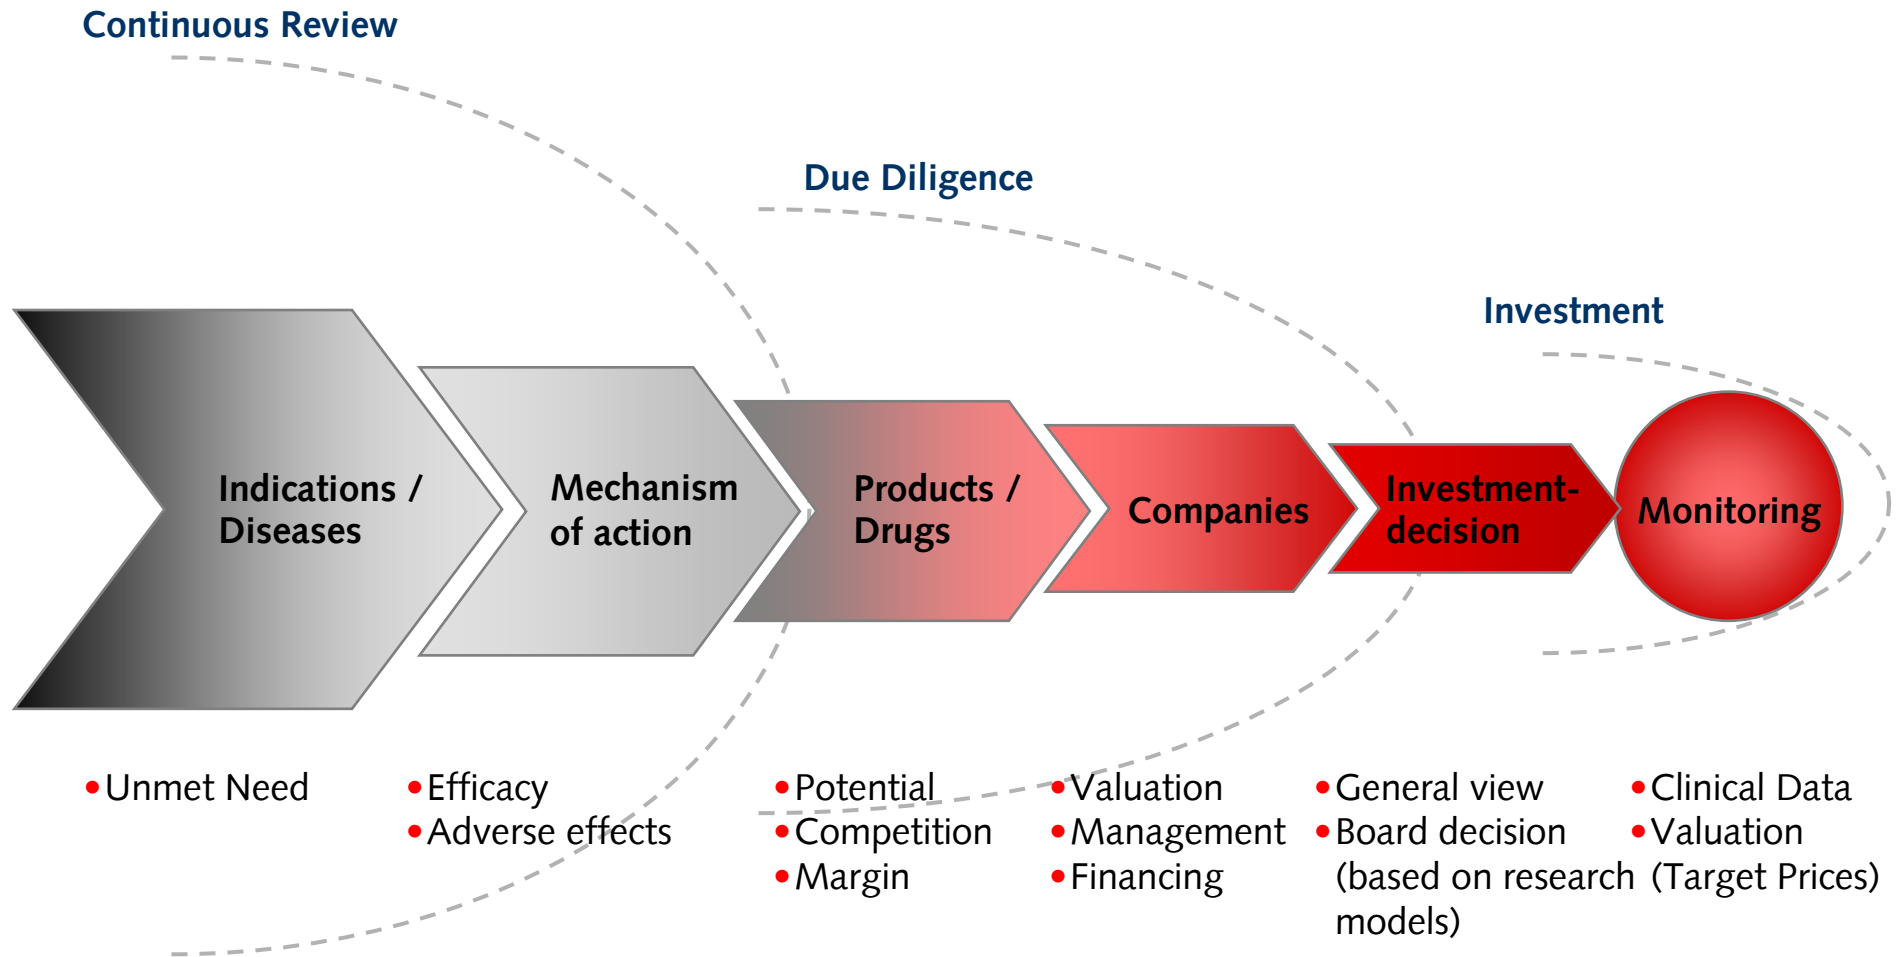 Continuous Review
Due Diligence
Investment
Indications /
Diseases
Mechanism
of action
Products /
Drugs
Companies
Investment-
decision
Monitoring
•Unmet Need
•Efficacy
•Adverse effects
•Potential
•Competition
•Margin
•Valuation
•Management
•Financing
•General view
•Board decision
(based on research
models)
•Clinical Data
•Valuation
(Target Prices)